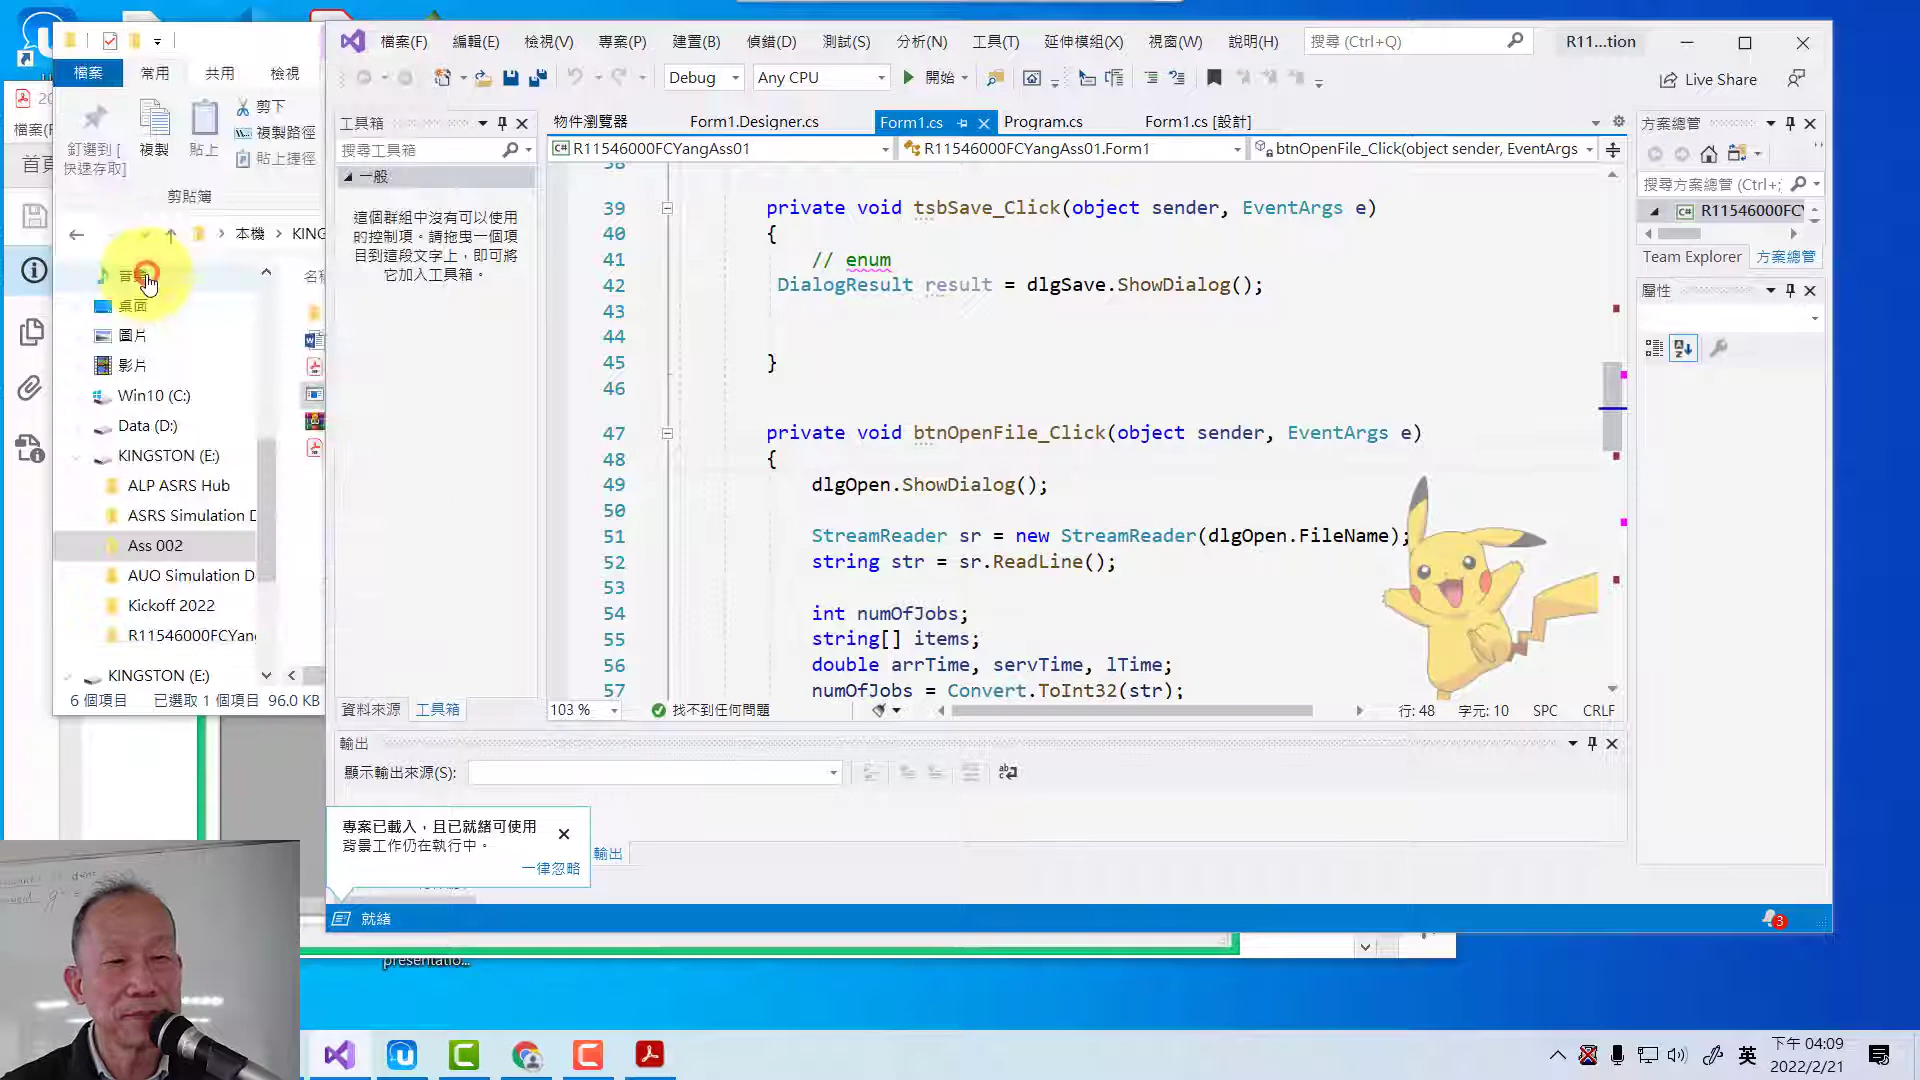 檔案(F) 編輯(E) 檢視(V) 專案(P) 建置(B) 偵錯(D) 測試(S) 分析(N) 工具(T) 延伸模組(X) 視窗(W) 說明(H) 搜尋 (Ctrl+Q) R11...tion
Debug Any CPU 開始 Live Share
檔案 常用 共用 檢視
釘選到 [
快速存取]
複製
貼上
剪下
複製路徑
貼上捷徑
剪貼簿
本機
桌面
圖片
影片
Win10 (C:)
Data (D:)
KINGSTON (E:)
ALP ASRS Hub
ASRS Simulation D
Ass 002
AUO Simulation D
Kickoff 2022
R11546000FCYang
KINGSTON (E:)
6 個項目 已選取 1 個項目 96.0 KB
工具箱
搜尋工具箱
一般
這個群組中沒有可以使用
的控制項。請拖曳一個項
目到這段文字上，即可將
它加入工具箱。
資料來源 工具箱
物件瀏覽器 Form1.Designer.cs Form1.cs Program.cs Form1.cs [設計]
R11546000FCYangAss01 R11546000FCYangAss01.Form1 btnOpenFile_Click(object sender, EventArgs
38
39 private void tsbSave_Click(object sender, EventArgs e)
40 {
41 // enum
42 DialogResult result = dlgSave.ShowDialog();
43
44
45 }
46
47 private void btnOpenFile_Click(object sender, EventArgs e)
48 {
49 dlgOpen.ShowDialog();
50
51 StreamReader sr = new StreamReader(dlgOpen.FileName);
52 string str = sr.ReadLine();
53
54 int numOfJobs;
55 string[] items;
56 double arrTime, servTime, lTime;
57 numOfJobs = Convert.ToInt32(str);
103 % 找不到任何問題 行: 48 字元: 10 SPC CRLF
方案總管
搜尋方案總管 (Ctrl+;
R11546000FCY
Team Explorer 方案總管
屬性
輸出
顯示輸出來源(S):
專案已載入，且已就緒可使用
背景工作仍在執行中。
一律忽略
輸出
就緒
3
presentatio...
英
下午 04:09
2022/2/21